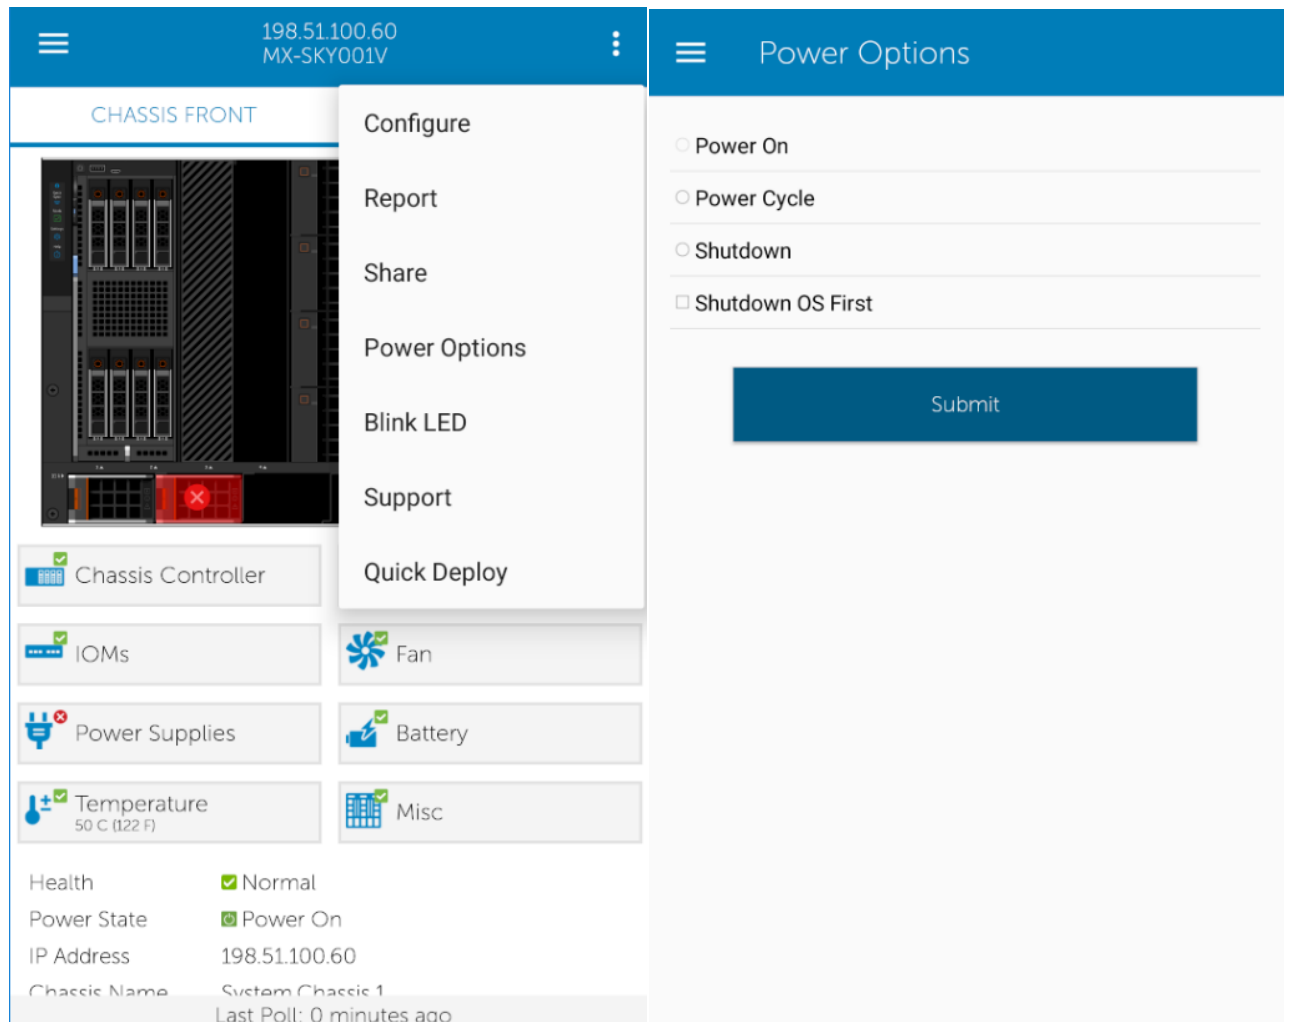 198.51.100.60
MX-SKY001V
CHASSIS FRONT
Configure
Report
Share
Power Options
Blink LED
Support
Quick Deploy
Chassis Controller
IOMs
Fan
Power Supplies
Battery
Temperature
50 C (122 F)
Misc
Health Normal
Power State Power On
IP Address 198.51.100.60
Chassis Name System Chassis 1
Last Poll: 0 minutes ago
Power Options
Power On
Power Cycle
Shutdown
Shutdown OS First
Submit